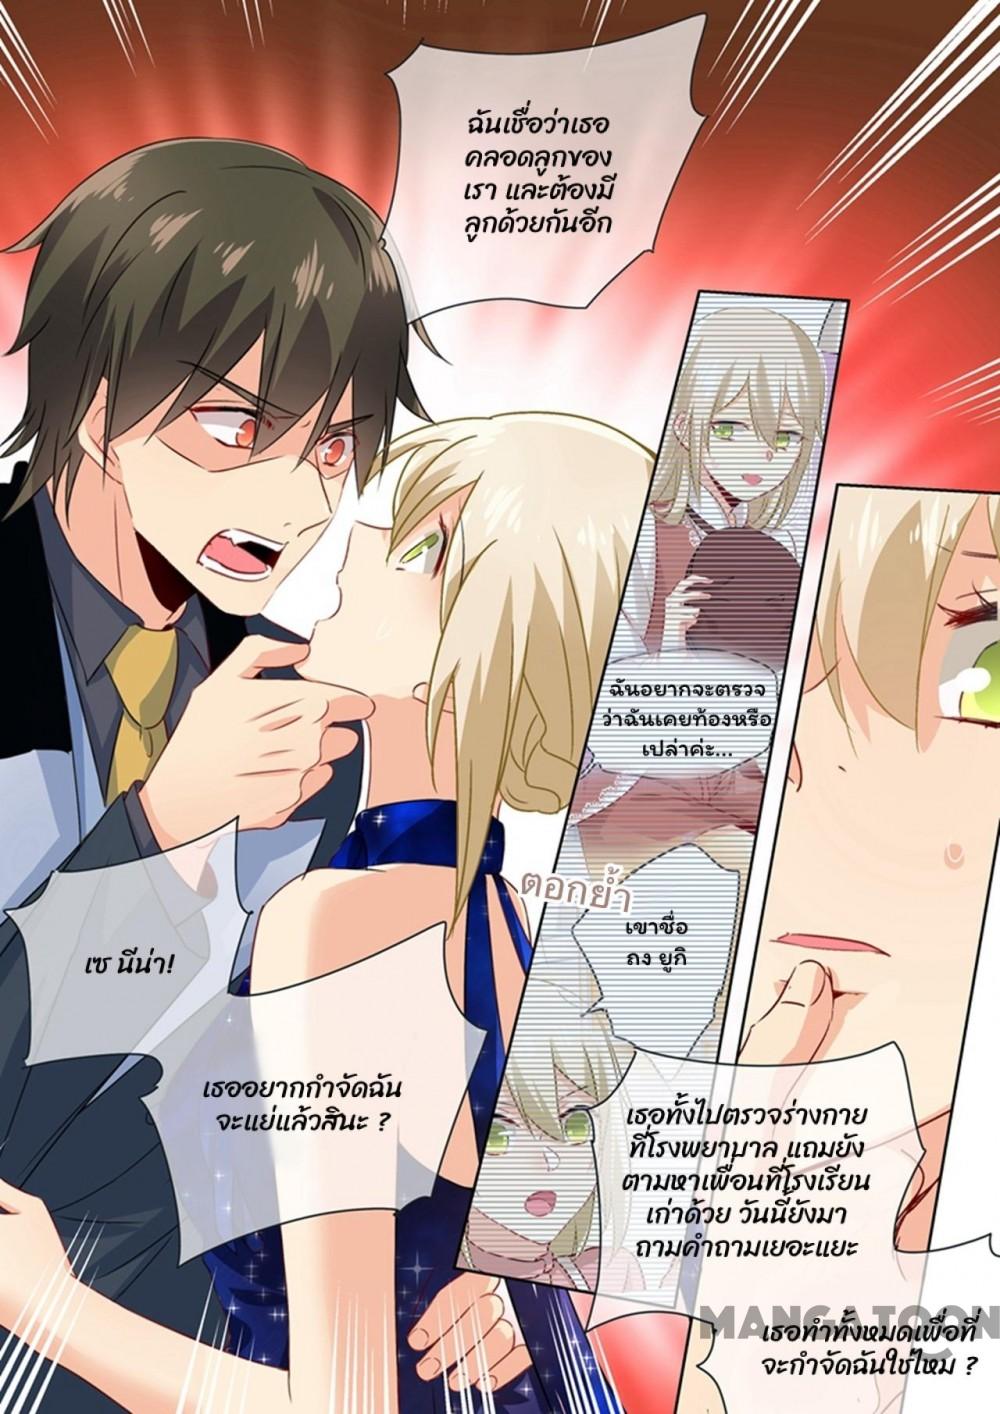 ฉันเชื่อว่าเธอ
คลอดลูกของ
เรา และต้องมี
ลูกด้วยกันอีก
ฉันอยากจะตรวจ
ว่าฉันเคยท้องหรือ
เปล่าค่ะ...
ตอกย้ำ
เขาชื่อ
ถง ยูกิ
เซ นีน่า!
เธออยากกำจัดฉัน
จะแย่แล้วสินะ ?
เธอทั้งไปตรวจร่างกาย
ที่โรงพยาบาล แถมยัง
ตามหาเพื่อนที่โรงเรียน
เก่าด้วย วันนี้ยังมา
ถามคำถามเยอะแยะ
เธอทำทั้งหมดเพื่อที่
จะกำจัดฉันใช่ไหม ?
MANGATOON